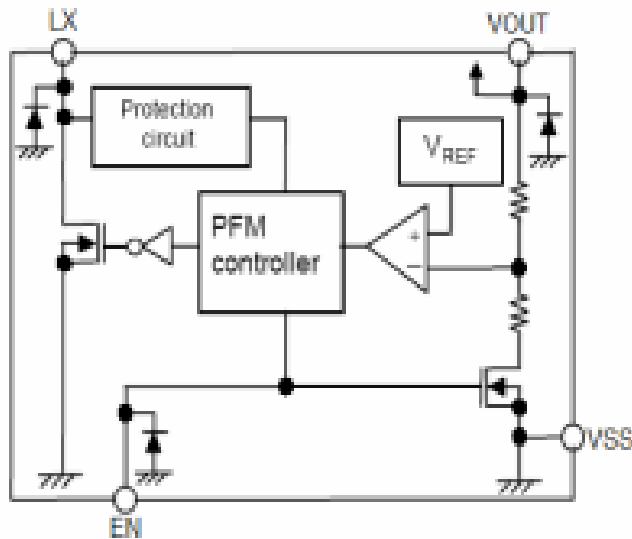 LX
VOUT
Protection
circuit
VREF
PFM
controller
+
−
VSS
EN